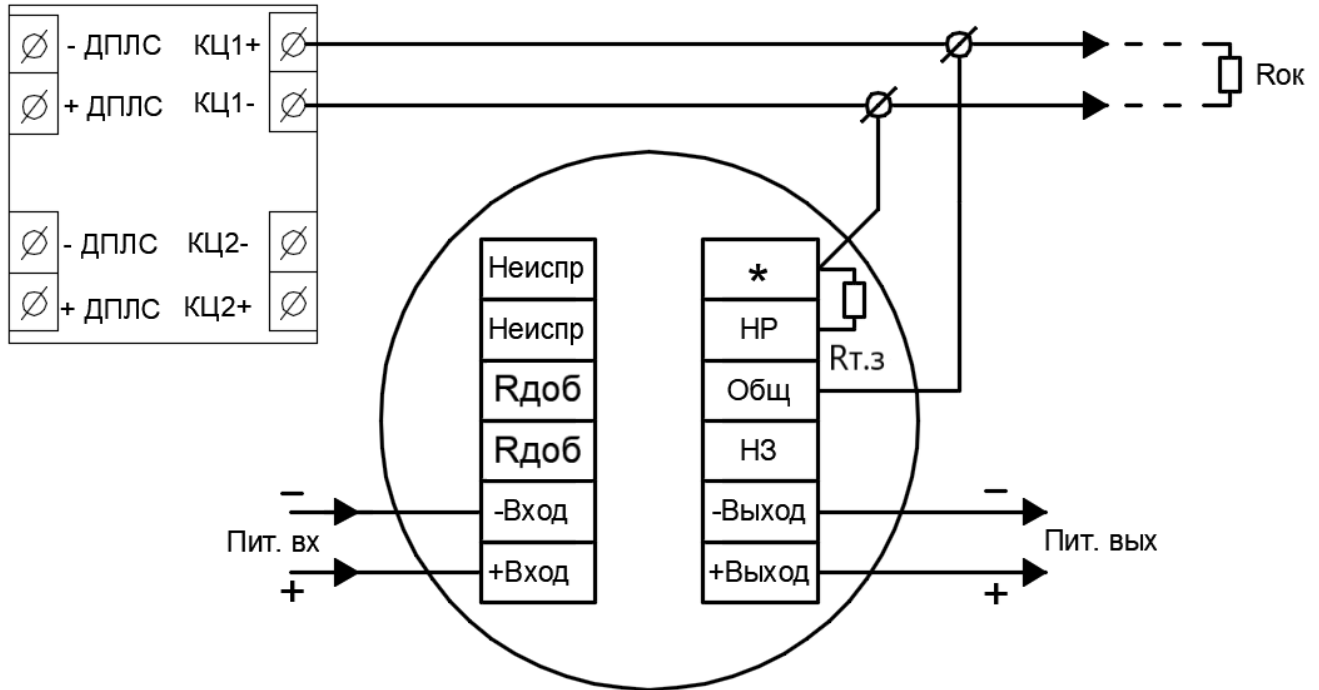 - ДПЛС КЦ1+
+ ДПЛС КЦ1-
Rок
- ДПЛС КЦ2-
+ ДПЛС КЦ2+
Неиспр
*
Неиспр
НР
Rт.з
Rдоб
Общ
Rдоб
НЗ
−
-Вход
-Выход
−
Пит. вх
Пит. вых
+
+Вход
+Выход
+